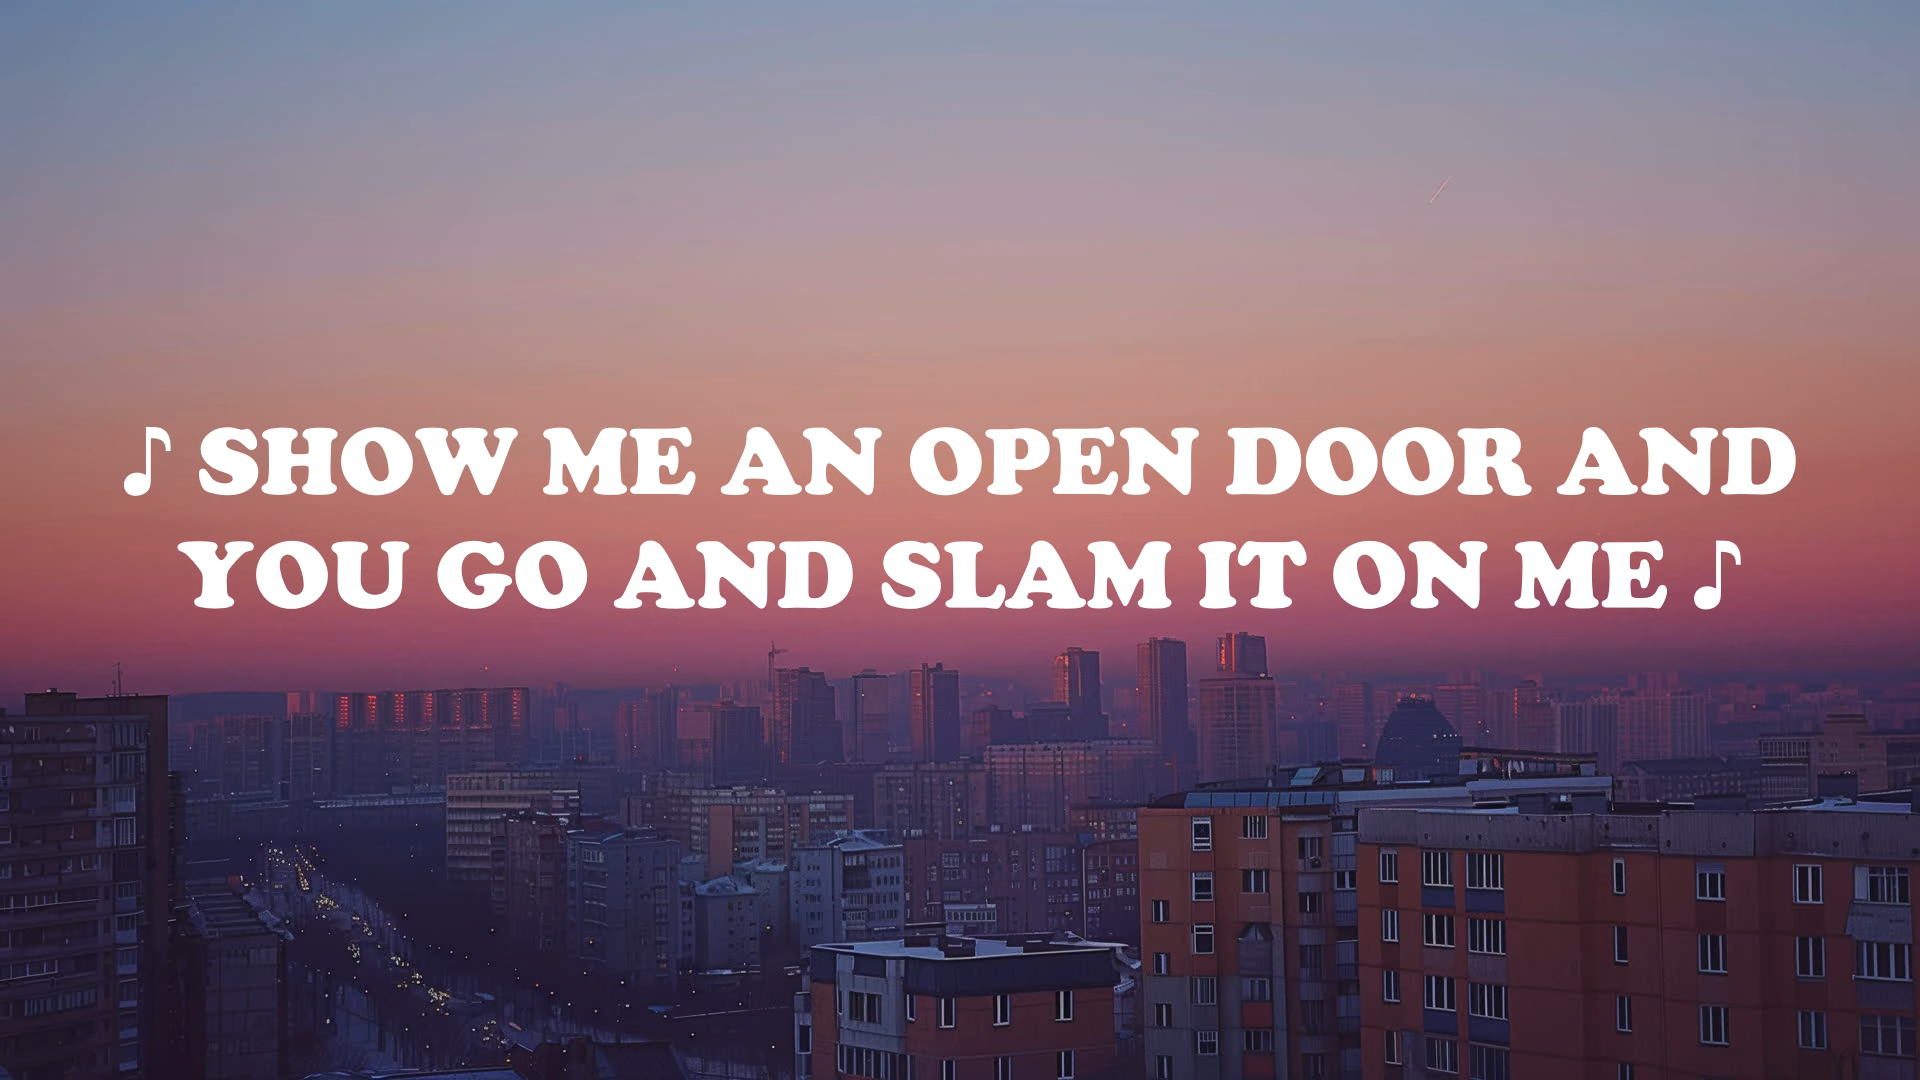 ♪ SHOW ME AN OPEN DOOR AND
YOU GO AND SLAM IT ON ME ♪